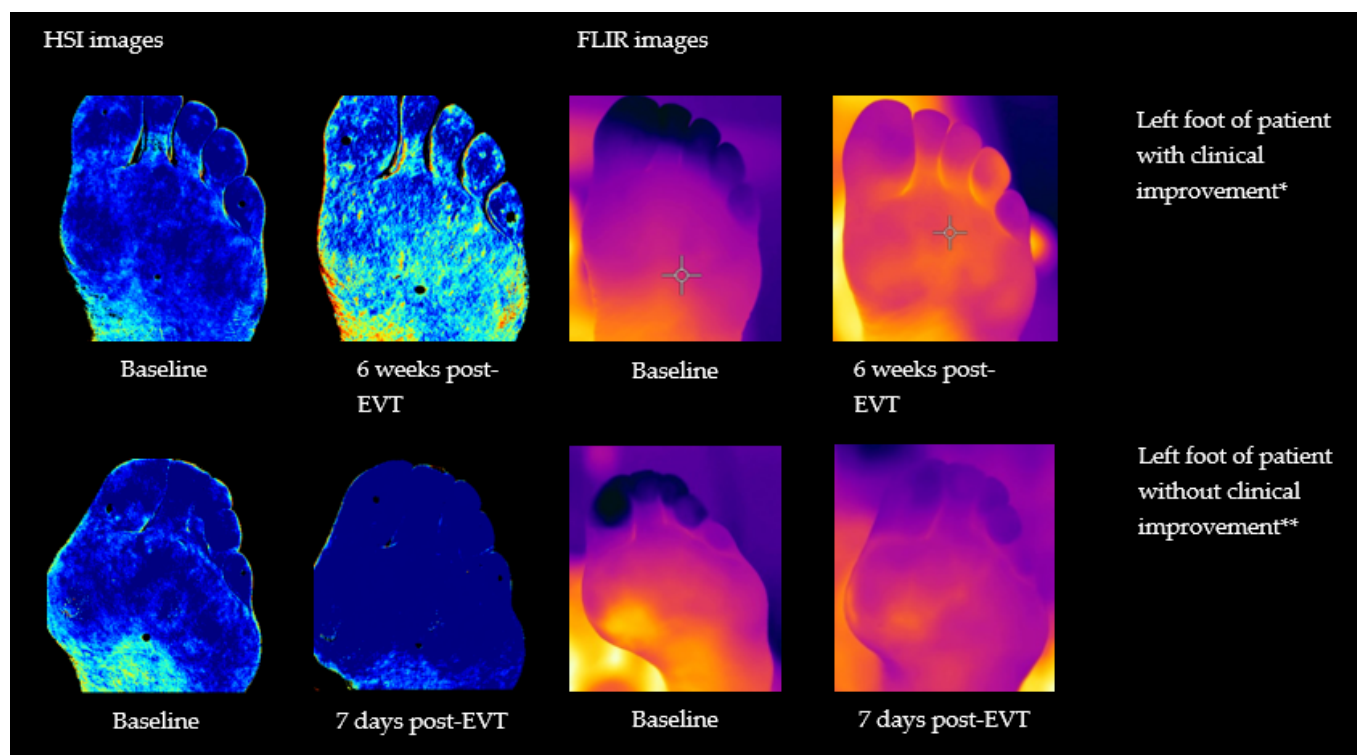 HSI images
FLIR images
Left foot of patient
with clinical
improvement*
Baseline
6 weeks post-
EVT
Baseline
6 weeks post-
EVT
Left foot of patient
without clinical
improvement**
Baseline
7 days post-EVT
Baseline
7 days post-EVT